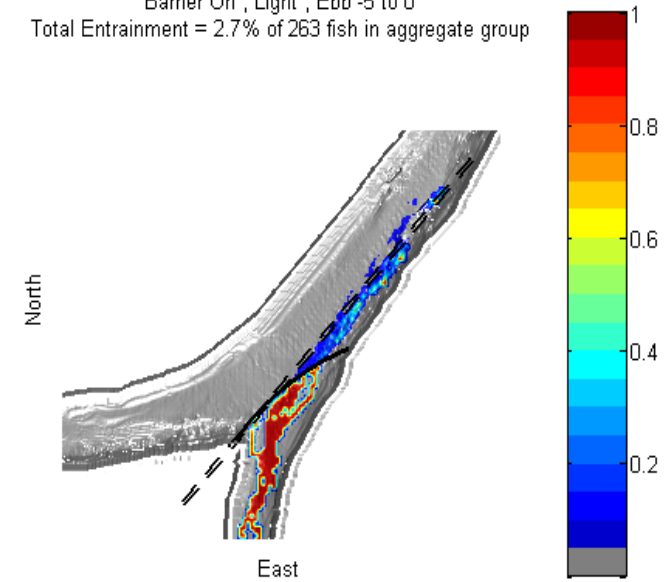 Barrier On , Light , Ebb -5 to 0
Total Entrainment = 2.7% of 263 fish in aggregate group
1
0.8
0.6
0.4
0.2
North
East